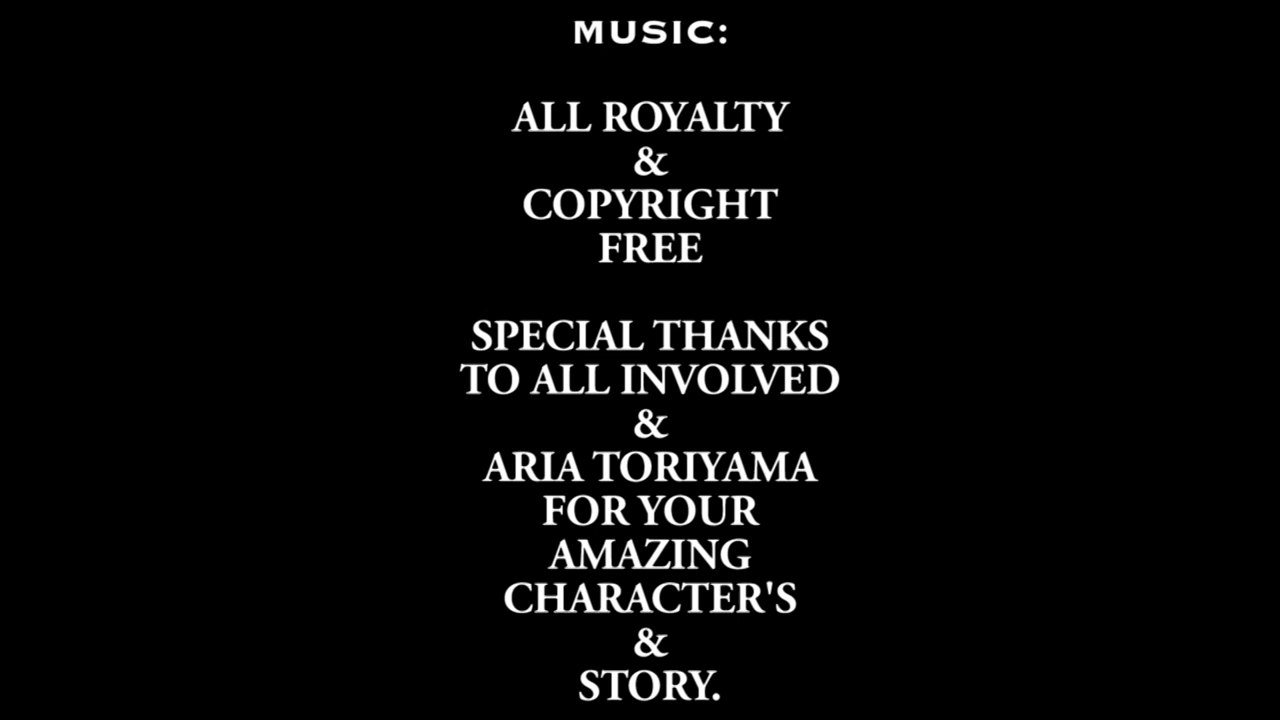 MUSIC:
ALL ROYALTY
&
COPYRIGHT
FREE
SPECIAL THANKS
TO ALL INVOLVED
&
ARIA TORIYAMA
FOR YOUR
AMAZING
CHARACTER'S
&
STORY.